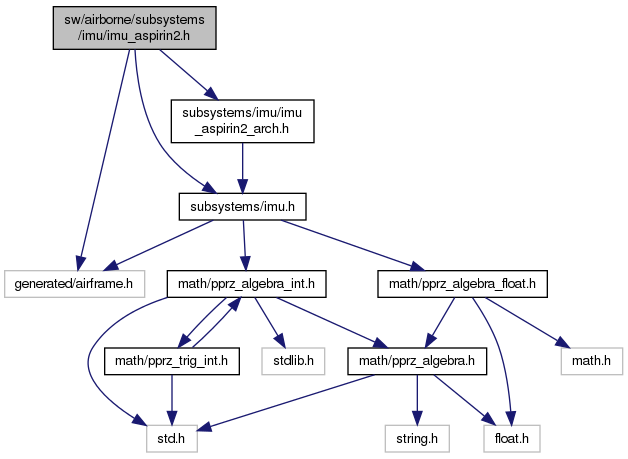 sw/airborne/subsystems
/imu/imu_aspirin2.h
subsystems/imu/imu
_aspirin2_arch.h
subsystems/imu.h
generated/airframe.h
math/pprz_algebra_int.h
math/pprz_algebra_float.h
math/pprz_trig_int.h
stdlib.h
math/pprz_algebra.h
math.h
std.h
string.h
float.h